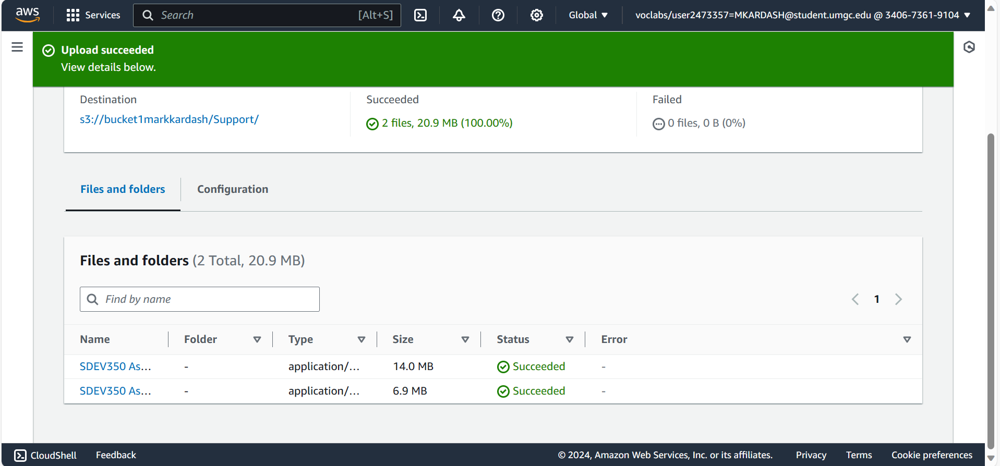 aws Services Search [Alt+S] Global voclabs/user2473357=MKARDASH@student.umgc.edu @ 3406-7361-9104
Upload succeeded
View details below.
Destination Succeeded Failed
s3://bucket1markkardash/Support/ 2 files, 20.9 MB (100.00%) 0 files, 0 B (0%)
Files and folders Configuration
Files and folders (2 Total, 20.9 MB)
Find by name 1
Name Folder Type Size Status Error
SDEV350 As... - application/... 14.0 MB Succeeded -
SDEV350 As... - application/... 6.9 MB Succeeded -
CloudShell Feedback © 2024, Amazon Web Services, Inc. or its affiliates. Privacy Terms Cookie preferences